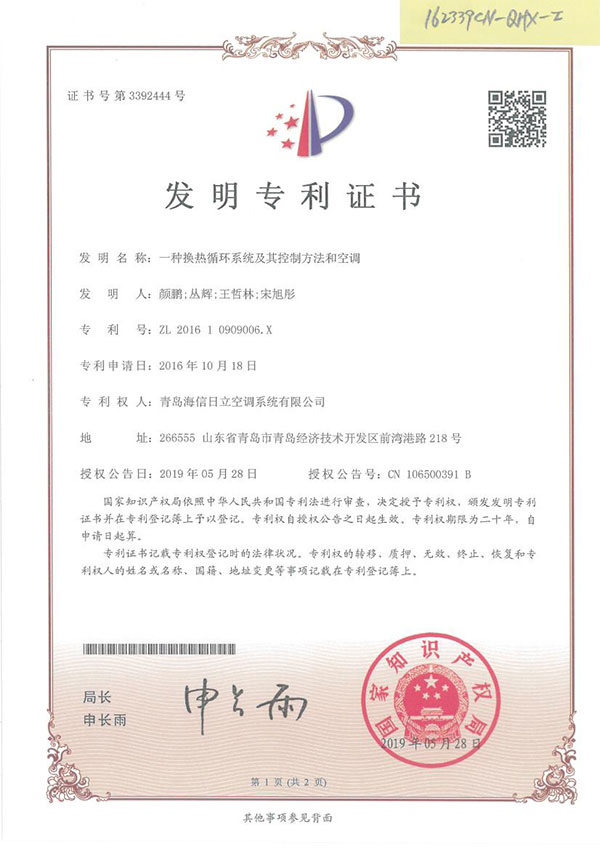 162339CN-QHX-I
证书号第3392444号
发明专利证书
发明名称：一种换热循环系统及其控制方法和空调
发明人：颜鹏;丛辉;王哲林;宋旭彤
专利号：ZL 2016 1 0909006.X
专利申请日：2016年10月18日
专利权人：青岛海信日立空调系统有限公司
地址：266555 山东省青岛市青岛经济技术开发区前湾港路218号
授权公告日：2019年05月28日 授权公告号：CN 106500391 B
国家知识产权局依照中华人民共和国专利法进行审查，决定授予专利权，颁发发明专利
证书并在专利登记簿上予以登记。专利权自授权公告之日起生效。专利权期限为二十年，自
申请日起算。
专利证书记载专利权登记时的法律状况。专利权的转移、质押、无效、终止、恢复和专
利权人的姓名或名称、国籍、地址变更等事项记载在专利登记簿上。
局长
申长雨
申长雨
国家知识产权局
2019年05月28日
第1页(共2页)
其他事项参见背面